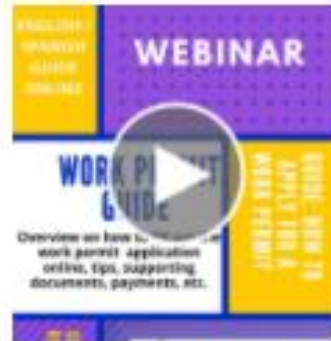 ENGLISH /
SPANISH
GUIDE
ONLINE
WEBINAR
WORK PERMIT
GUIDE
Overview on how to
work permit application
online, tips, supporting
documents, payments, etc.
GUIDE: HOW TO
APPLY FOR A
WORK PERMIT